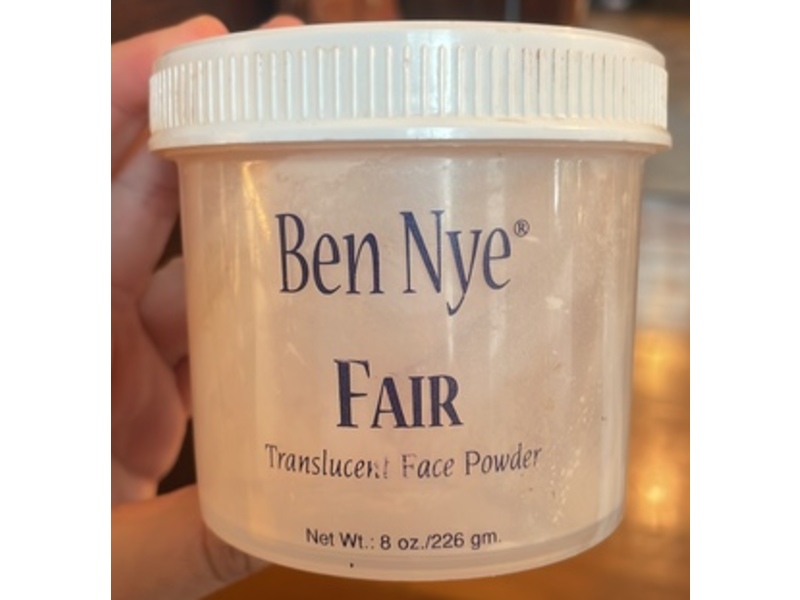 Ben Nye®
FAIR
Translucent Face Powder
Net Wt.: 8 oz./226 gm.